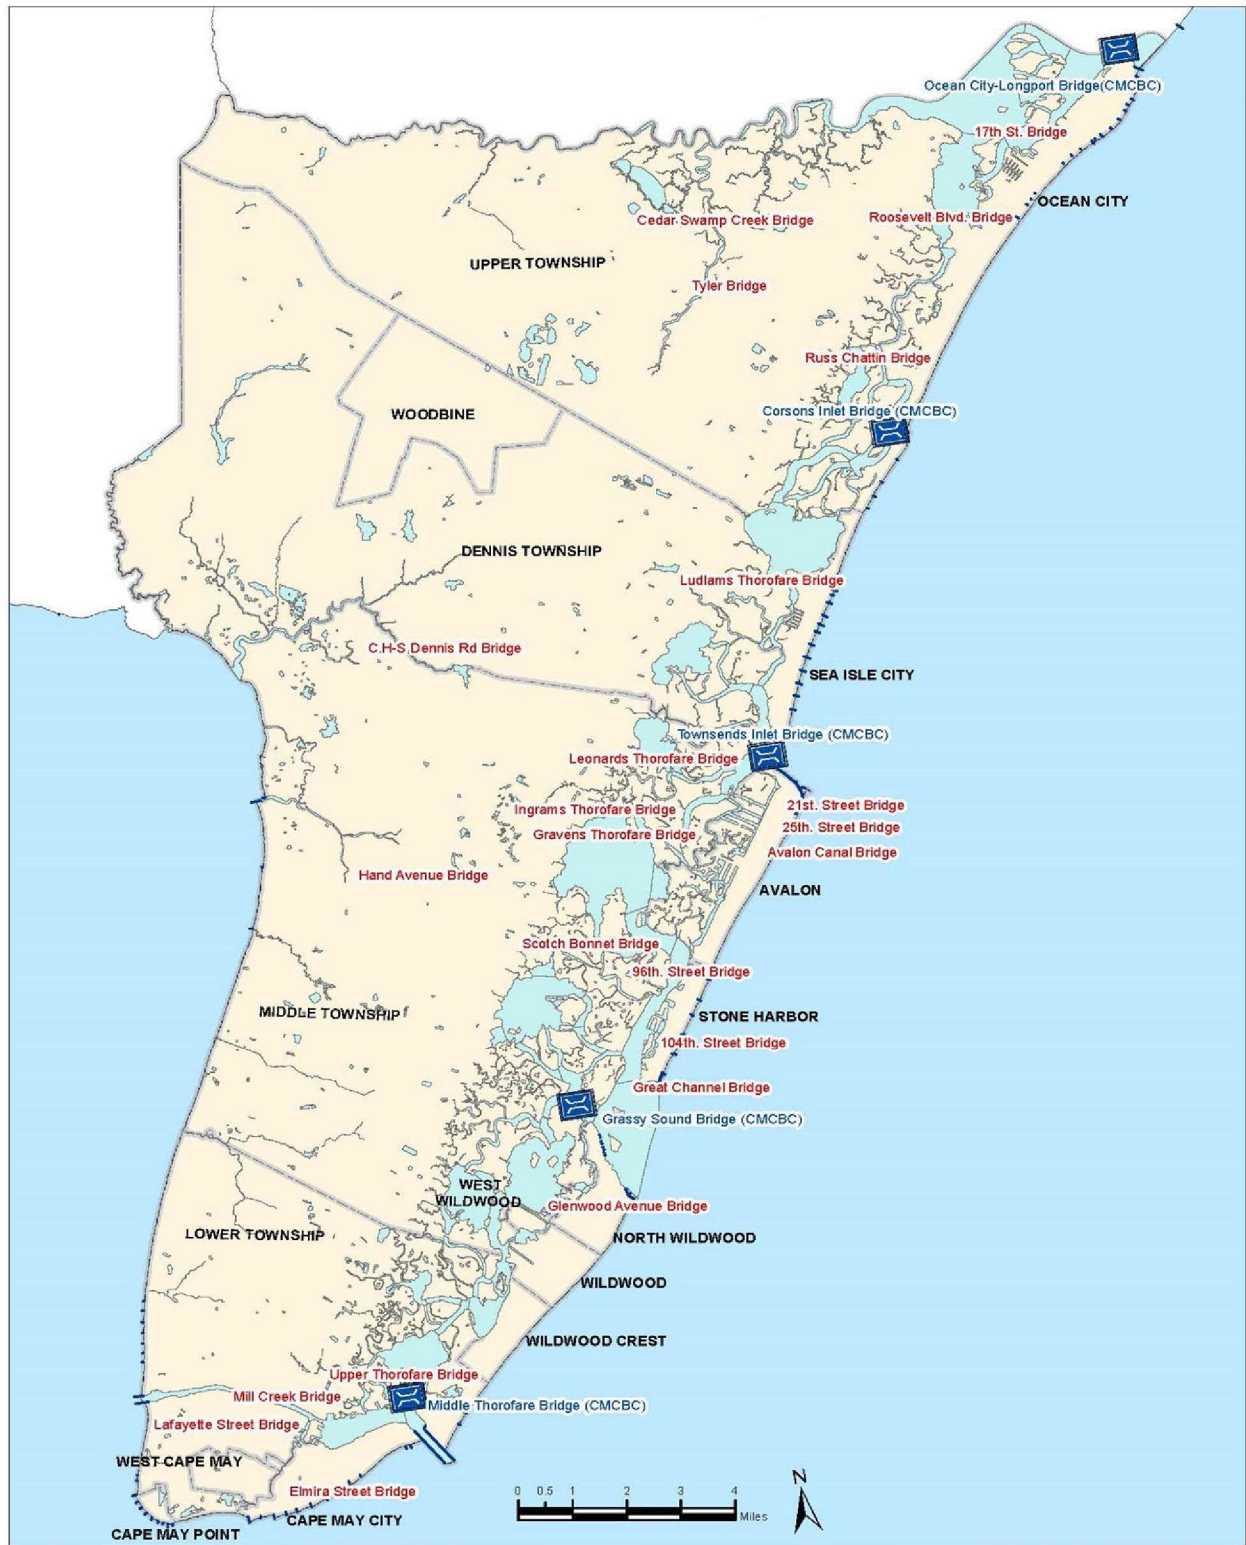 Ocean City-Longport Bridge(CMCBC)
17th St. Bridge
OCEAN CITY
Cedar Swamp Creek Bridge
Roosevelt Blvd. Bridge
UPPER TOWNSHIP
Tyler Bridge
Russ Chattin Bridge
Corsons Inlet Bridge (CMCBC)
WOODBINE
DENNIS TOWNSHIP
Ludlams Thorofare Bridge
C.H-S Dennis Rd Bridge
SEA ISLE CITY
Townsends Inlet Bridge (CMCBC)
Leonards Thorofare Bridge
21st. Street Bridge
Ingrams Thorofare Bridge
25th. Street Bridge
Gravens Thorofare Bridge
Avalon Canal Bridge
Hand Avenue Bridge
AVALON
Scotch Bonnet Bridge
96th. Street Bridge
MIDDLE TOWNSHIP
STONE HARBOR
104th. Street Bridge
Great Channel Bridge
Grassy Sound Bridge (CMCBC)
WEST
WILDWOOD
Glenwood Avenue Bridge
LOWER TOWNSHIP
NORTH WILDWOOD
WILDWOOD
WILDWOOD CREST
Upper Thorofare Bridge
Mill Creek Bridge
Middle Thorofare Bridge (CMCBC)
Lafayette Street Bridge
WEST CAPE MAY
Elmira Street Bridge
CAPE MAY CITY
CAPE MAY POINT
N
0 0.5 1 2 3 4
Miles